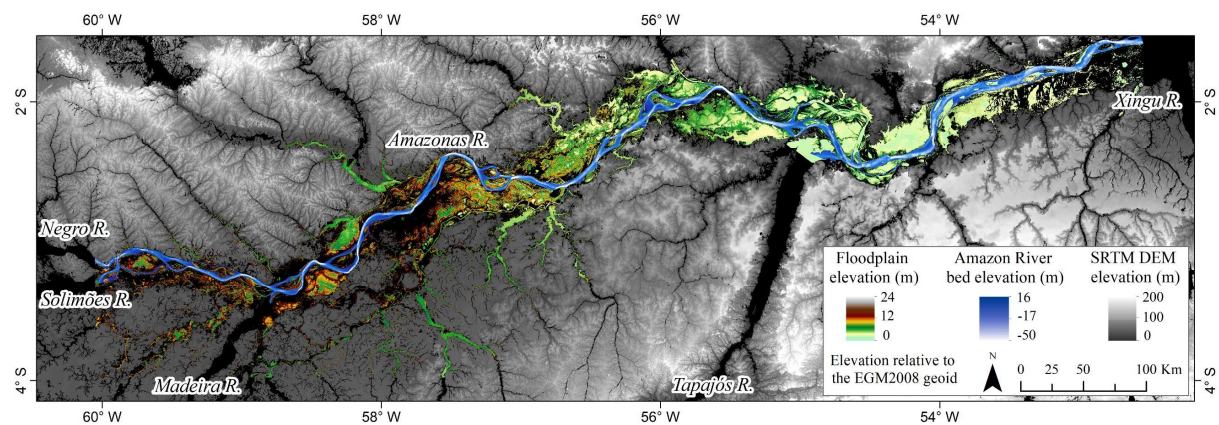 60° W 58° W 56° W 54° W
2° S 2° S
Xingu R.
Amazonas R.
Negro R.
Solimões R.
Floodplain elevation (m)
24
12
0
Amazon River bed elevation (m)
16
-17
-50
SRTM DEM elevation (m)
200
100
0
Elevation relative to
the EGM2008 geoid
N
0 25 50 100 Km
Madeira R.
Tapajós R.
4° S 4° S
60° W 58° W 56° W 54° W